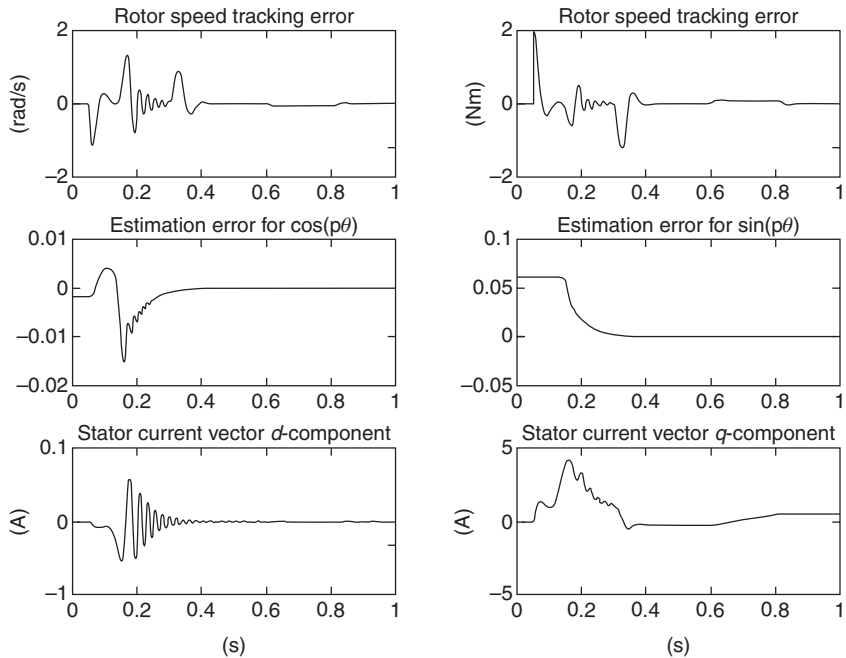 Rotor speed tracking error
(rad/s)
2
0
–2
0 0.2 0.4 0.6 0.8 1
Rotor speed tracking error
(Nm)
2
0
–2
0 0.2 0.4 0.6 0.8 1
Estimation error for cos(pθ)
0.01
0
–0.01
–0.02
0 0.2 0.4 0.6 0.8 1
Estimation error for sin(pθ)
0.1
0.05
0
–0.05
0 0.2 0.4 0.6 0.8 1
Stator current vector d-component
(A)
0.1
0
–1
0 0.2 0.4 0.6 0.8 1
(s)
Stator current vector q-component
(A)
5
0
–5
0 0.2 0.4 0.6 0.8 1
(s)